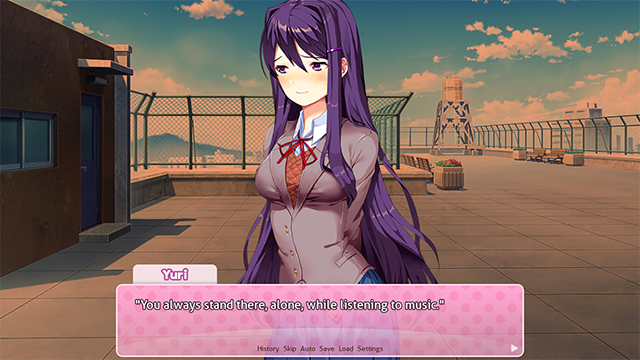 Yuri
"You always stand there, alone, while listening to music."
History Skip Auto Save Load Settings